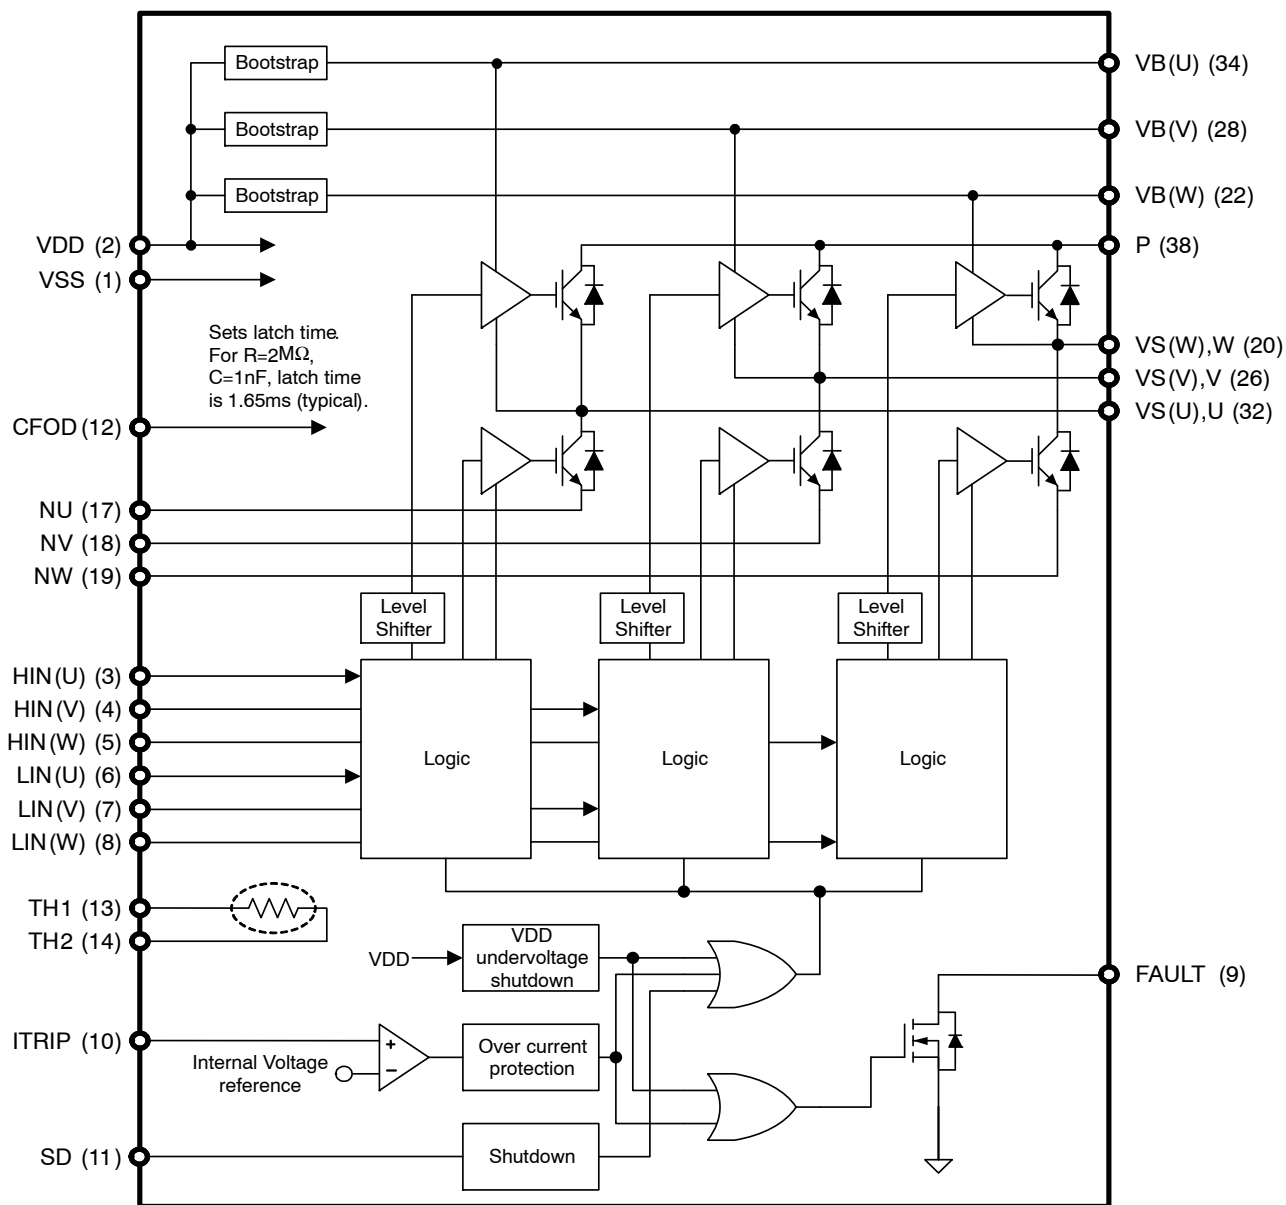 Bootstrap
VB(U) (34)
Bootstrap
VB(V) (28)
Bootstrap
VB(W) (22)
VDD (2)
P (38)
VSS (1)
Sets latch time.
For R=2MΩ,
C=1nF, latch time
is 1.65ms (typical).
VS(W),W (20)
VS(V),V (26)
VS(U),U (32)
CFOD (12)
NU (17)
NV (18)
NW (19)
Level
Shifter
Level
Shifter
Level
Shifter
HIN(U) (3)
HIN(V) (4)
HIN(W) (5)
LIN(U) (6)
LIN(V) (7)
LIN(W) (8)
Logic
Logic
Logic
TH1 (13)
TH2 (14)
VDD
VDD
undervoltage
shutdown
FAULT (9)
ITRIP (10)
+
−
Internal Voltage
reference
Over current
protection
SD (11)
Shutdown